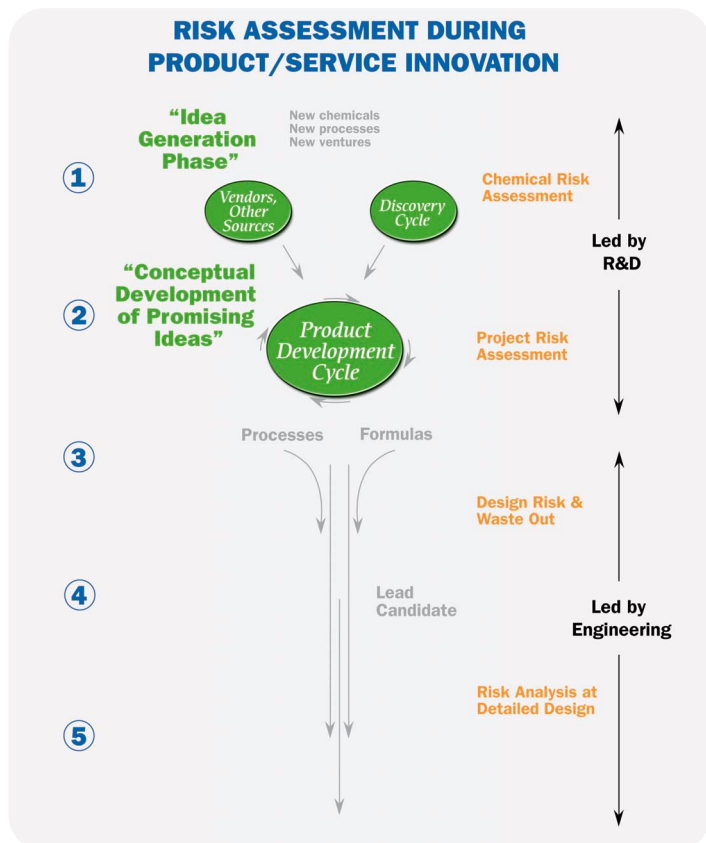 RISK ASSESSMENT DURING
PRODUCT/SERVICE INNOVATION
“Idea
Generation
Phase”
New chemicals
New processes
New ventures
1
Vendors,
Other
Sources
Discovery
Cycle
Chemical Risk
Assessment
Led by
R&D
“Conceptual
Development
of Promising
Ideas”
2
Product
Development
Cycle
Project Risk
Assessment
Processes
Formulas
3
Design Risk &
Waste Out
4
Lead
Candidate
Led by
Engineering
Risk Analysis at
Detailed Design
5